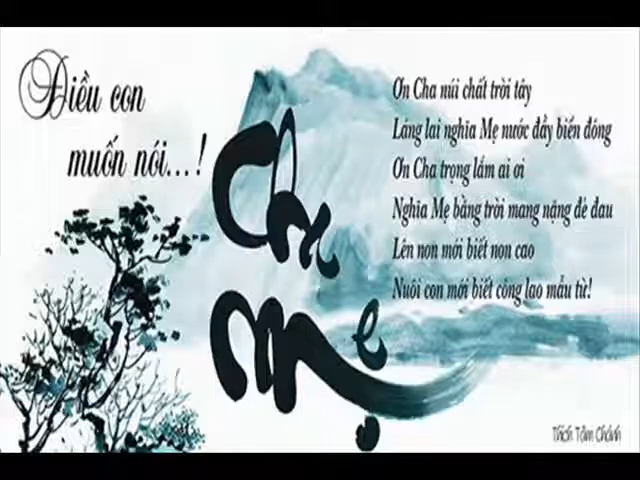 Điều con
muốn nói...!
Cha
Mẹ
Ơn Cha núi chất trời tây
Láng lai nghĩa Mẹ nước đầy biển đông
Ơn Cha trọng lắm ai ơi
Nghĩa Mẹ bằng trời mang nặng đẻ đau
Lên non mới biết non cao
Nuôi con mới biết công lao mẫu từ!
Thích Tâm Chánh